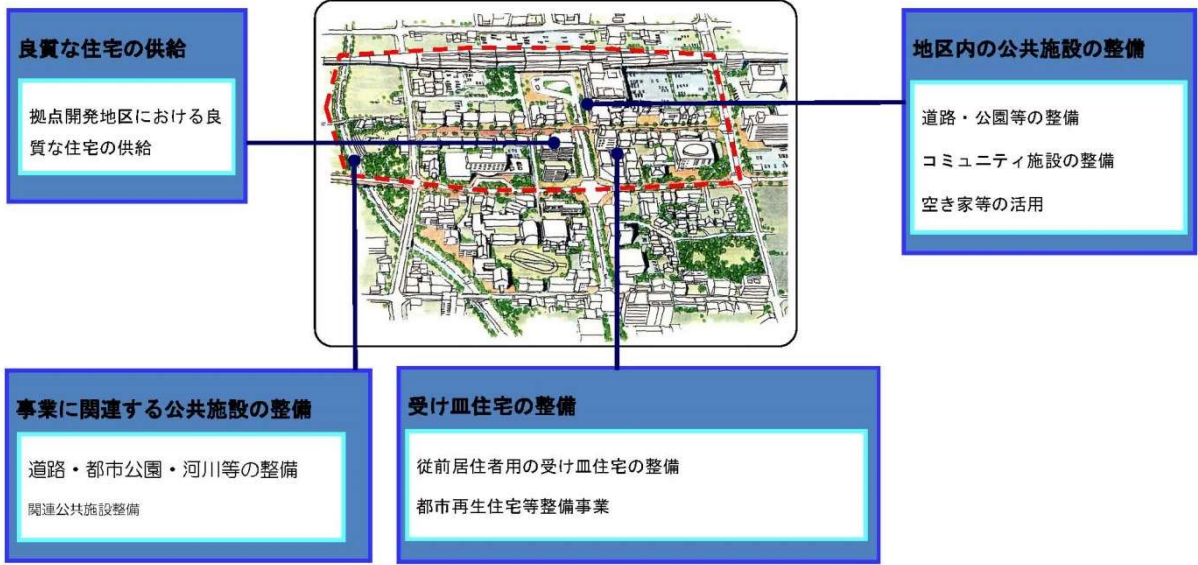 良質な住宅の供給
拠点開発地区における良
質な住宅の供給
地区内の公共施設の整備
道路・公園等の整備
コミュニティ施設の整備
空き家等の活用
事業に関連する公共施設の整備
道路・都市公園・河川等の整備
関連公共施設整備
受け皿住宅の整備
従前居住者用の受け皿住宅の整備
都市再生住宅等整備事業